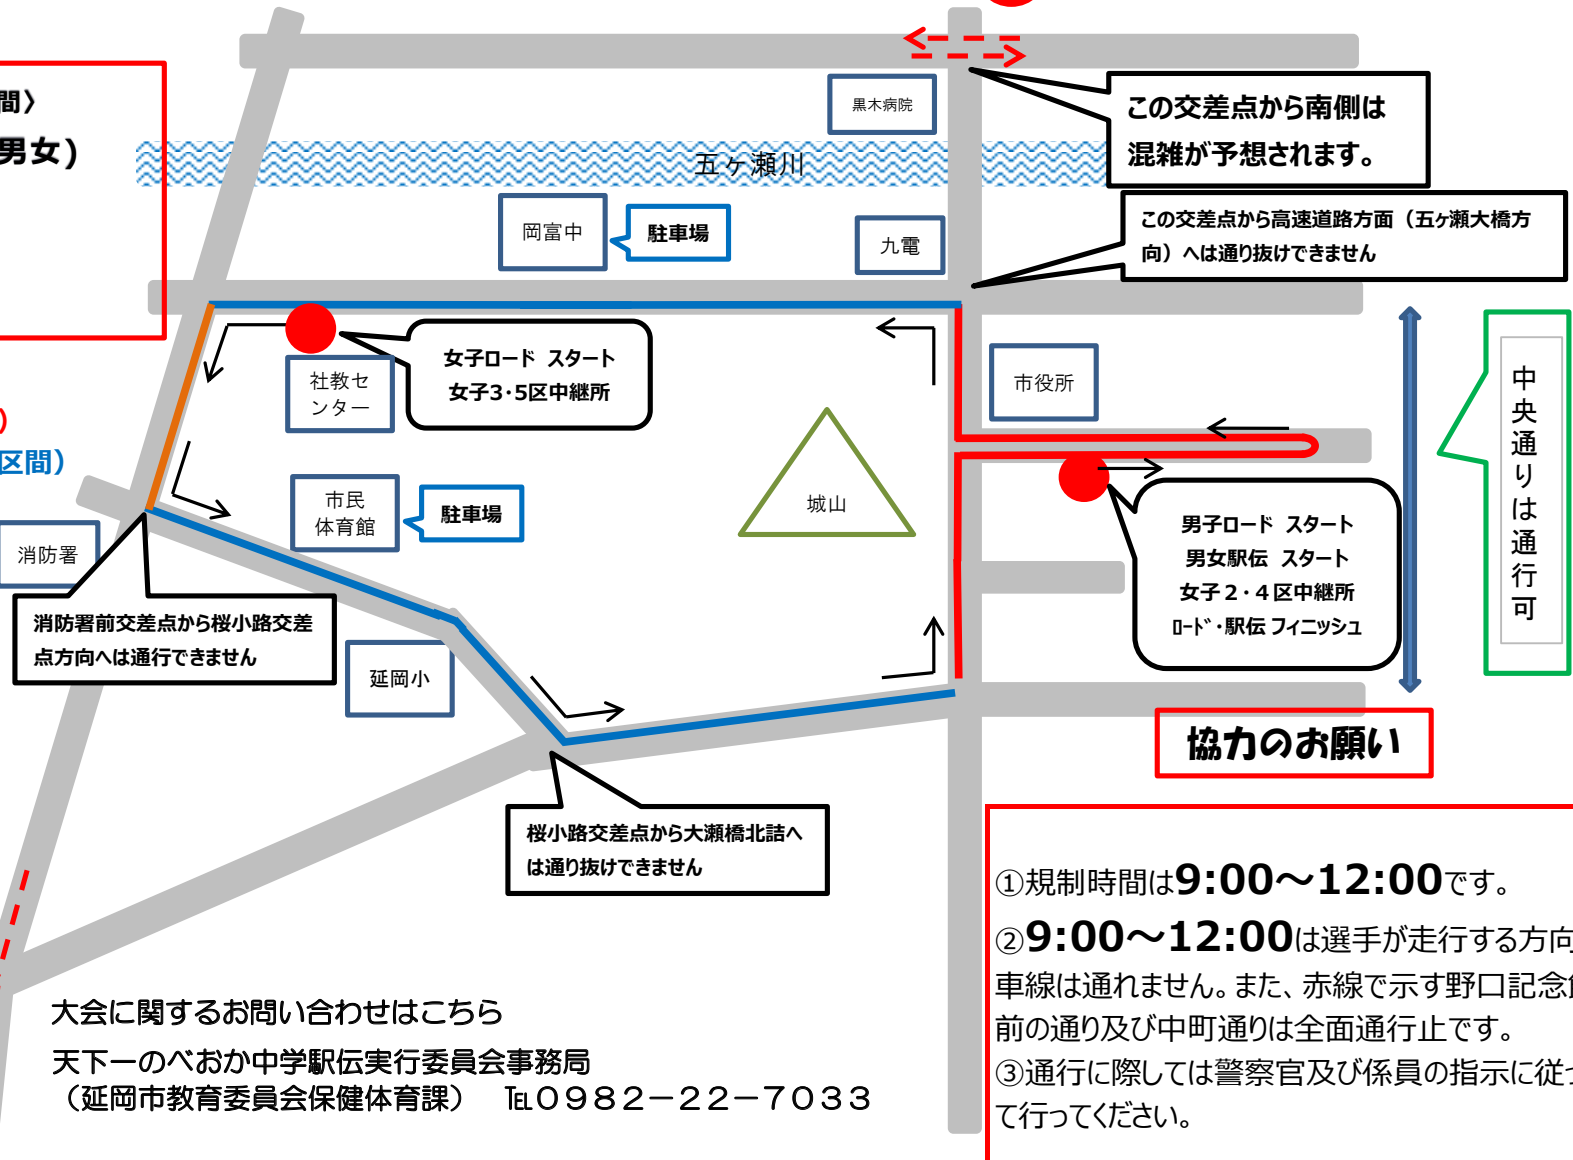 間〉
男女)
黒木病院
この交差点から南側は
混雑が予想されます。
五ヶ瀬川
この交差点から高速道路方面（五ヶ瀬大橋方
向）へは通り抜けできません
岡富中
駐車場
九電
女子ロード スタート
女子3・5区中継所
社教セ
ンター
市役所
中央通りは通行可
)
区間）
市民
体育館
駐車場
城山
男子ロード スタート
男女駅伝 スタート
女子２・４区中継所
ﾛｰﾄﾞ・駅伝 フィニッシュ
消防署
消防署前交差点から桜小路交差
点方向へは通行できません
延岡小
協力のお願い
桜小路交差点から大瀬橋北詰へ
は通り抜けできません
①規制時間は9:00～12:00です。
②9:00～12:00は選手が走行する方向
車線は通れません。また、赤線で示す野口記念館
前の通り及び中町通りは全面通行止です。
③通行に際しては警察官及び係員の指示に従っ
て行ってください。
大会に関するお問い合わせはこちら
天下一のべおか中学駅伝実行委員会事務局
（延岡市教育委員会保健体育課） ℡０９８２－２２－７０３３